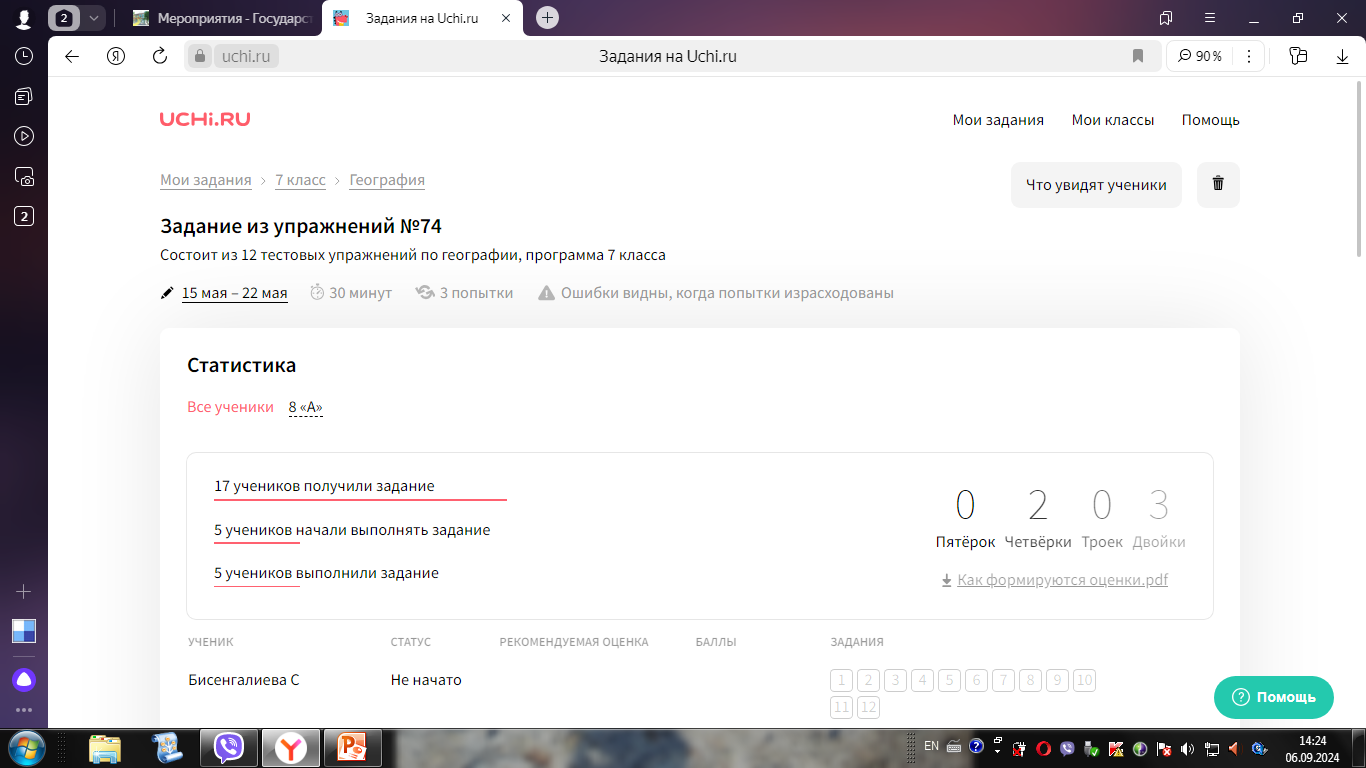 2
Мероприятия - Государст
Задания на Uchi.ru
uchi.ru
Задания на Uchi.ru
90 %
2
UCHi.RU
Мои задания
Мои классы
Помощь
Мои задания › 7 класс › География
Что увидят ученики
Задание из упражнений №74
Состоит из 12 тестовых упражнений по географии, программа 7 класса
15 мая – 22 мая
30 минут
3 попытки
Ошибки видны, когда попытки израсходованы
Статистика
Все ученики
8 «А»
17 учеников получили задание
5 учеников начали выполнять задание
5 учеников выполнили задание
0 2 0 3
Пятёрок Четвёрки Троек Двойки
Как формируются оценки.pdf
УЧЕНИК СТАТУС РЕКОМЕНДУЕМАЯ ОЦЕНКА БАЛЛЫ ЗАДАНИЯ
Бисенгалиева С Не начато 1 2 3 4 5 6 7 8 9 10
11 12
Помощь
EN
14:24
06.09.2024